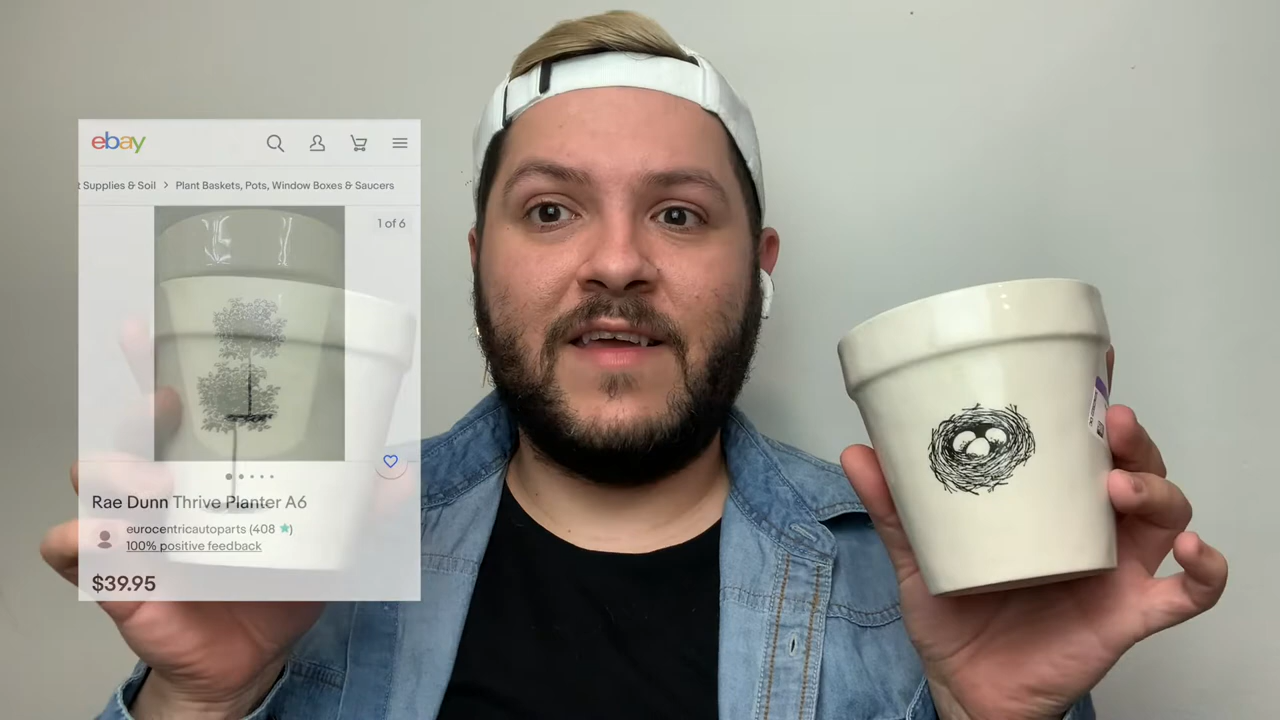 ebay
t Supplies & Soil > Plant Baskets, Pots, Window Boxes & Saucers
1 of 6
Rae Dunn Thrive Planter A6
eurocentricautoparts (408 ★)
100% positive feedback
$39.95